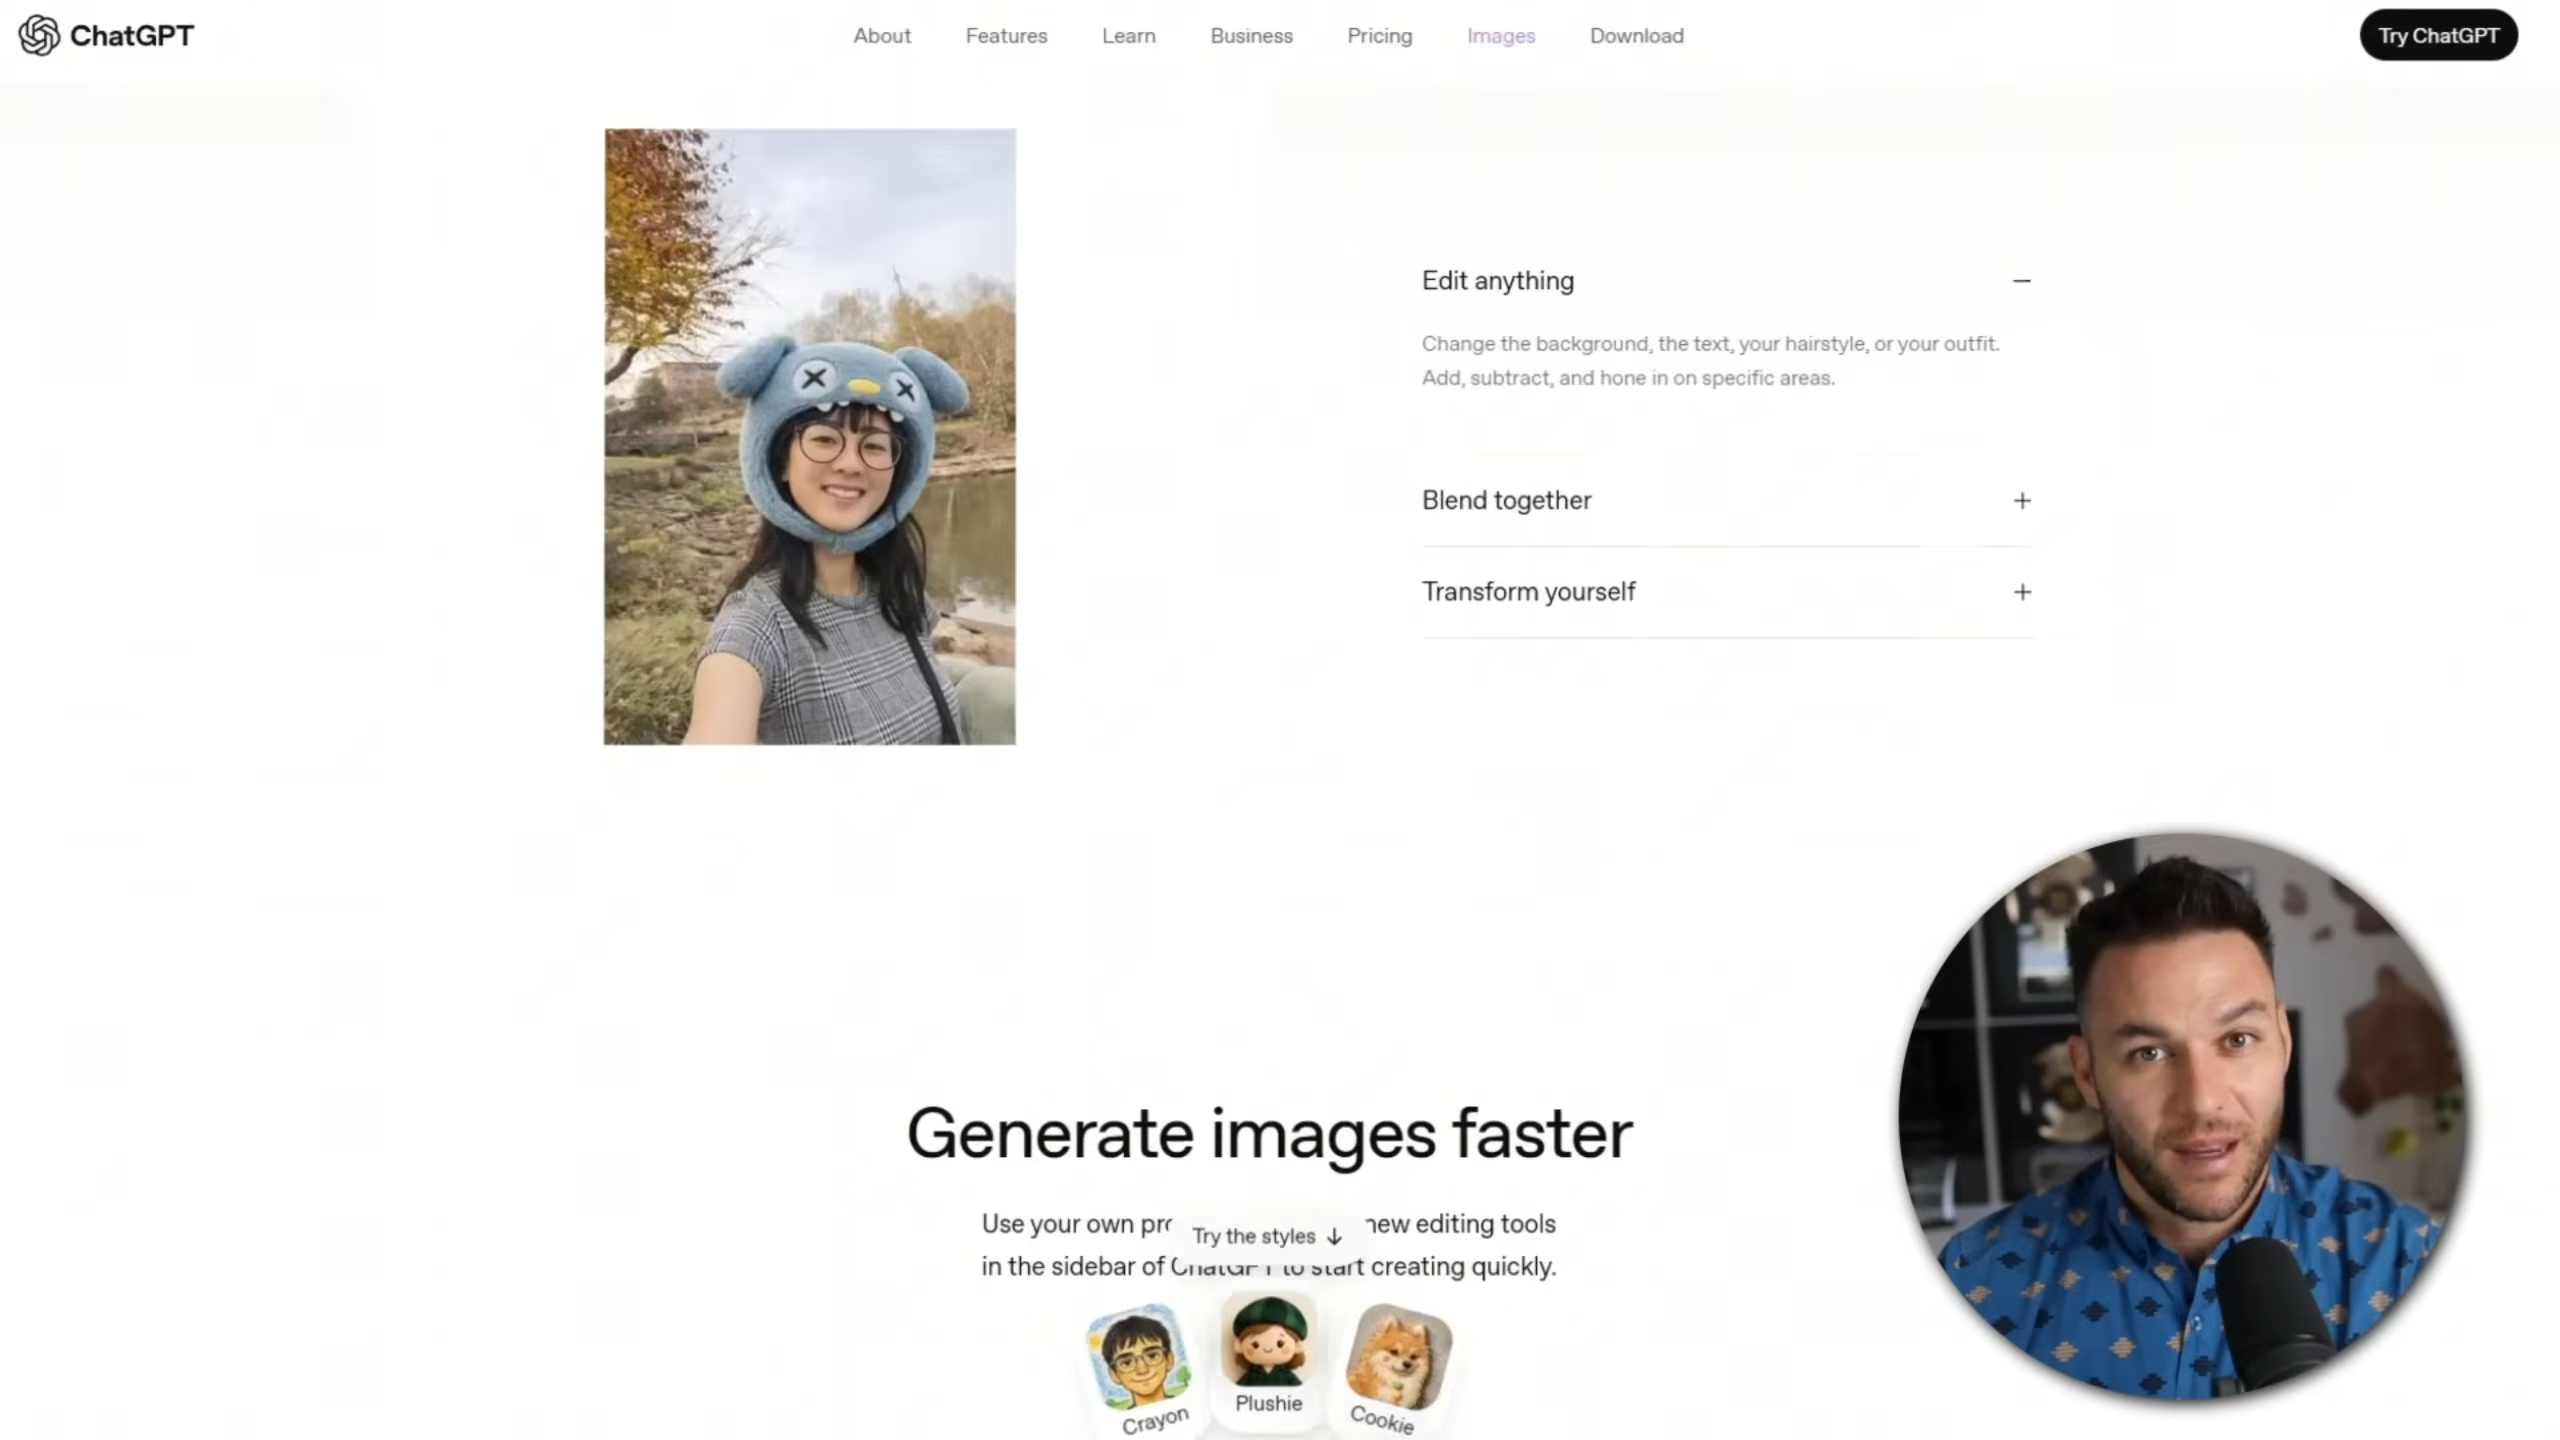 ChatGPT
About Features Learn Business Pricing Images Download
Try ChatGPT
Edit anything
Change the background, the text, your hairstyle, or your outfit.
Add, subtract, and hone in on specific areas.
Blend together
Transform yourself
Generate images faster
Use your own new editing tools
Try the styles ↓
in the sidebar of ChatGPT to start creating quickly.
Crayon
Plushie
Cookie